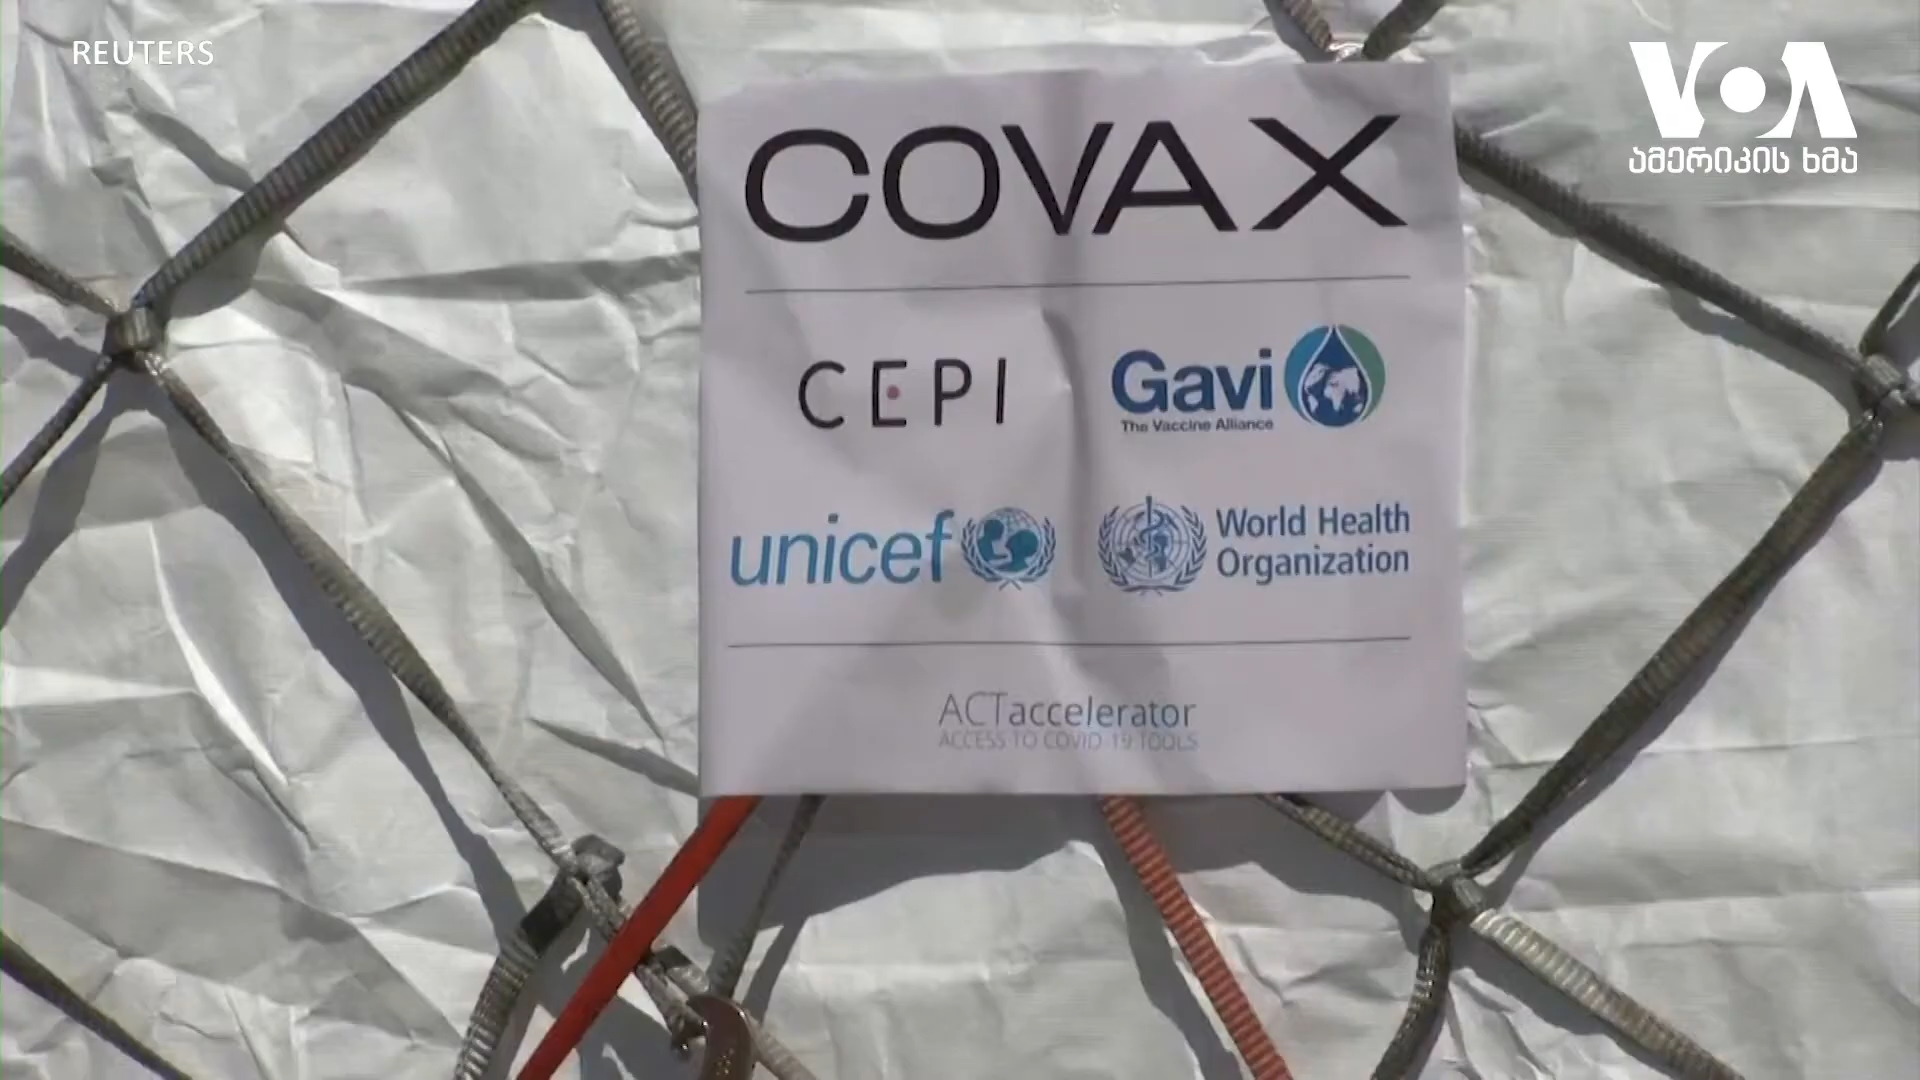 REUTERS
VOA
ამერიკის ხმა
COVAX
CEPI
Gavi
The Vaccine Alliance
unicef
World Health
Organization
ACTaccelerator
ACCESS TO COVID-19 TOOLS